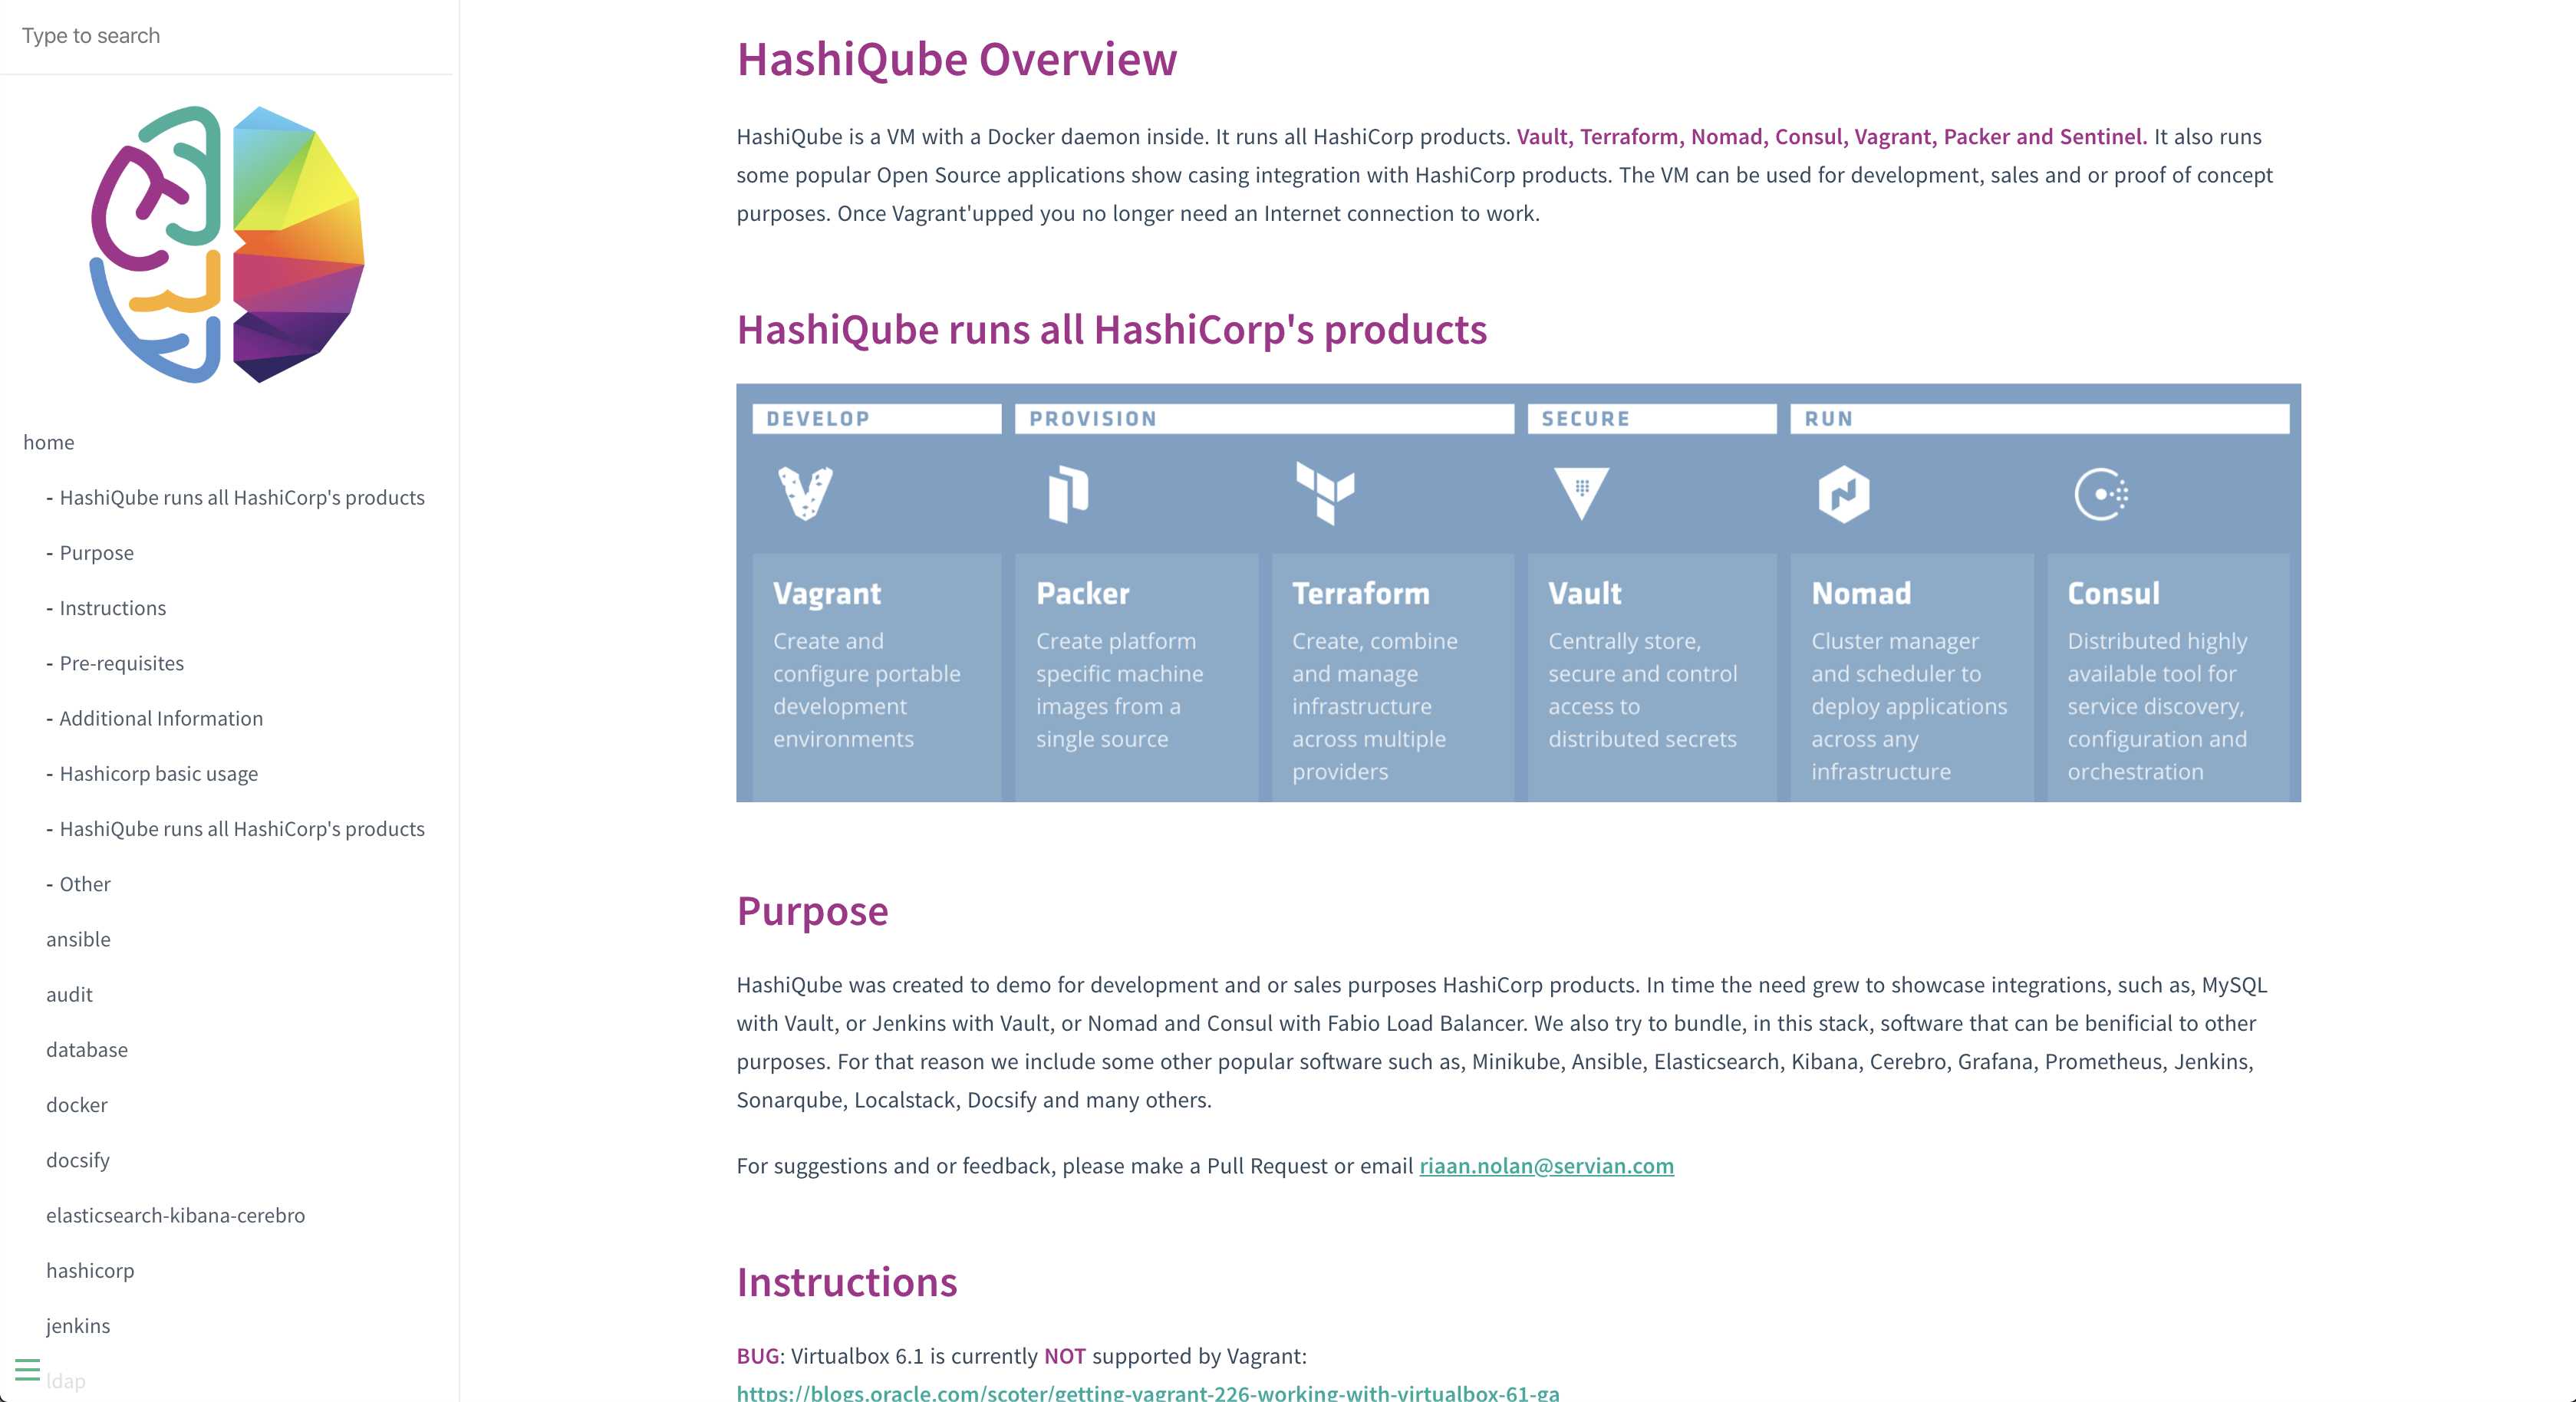 Type to search
home
- HashiQube runs all HashiCorp's products
- Purpose
- Instructions
- Pre-requisites
- Additional Information
- Hashicorp basic usage
- HashiQube runs all HashiCorp's products
- Other
ansible
audit
database
docker
docsify
elasticsearch-kibana-cerebro
hashicorp
jenkins
ldap
HashiQube Overview
HashiQube is a VM with a Docker daemon inside. It runs all HashiCorp products. Vault, Terraform, Nomad, Consul, Vagrant, Packer and Sentinel. It also runs
some popular Open Source applications show casing integration with HashiCorp products. The VM can be used for development, sales and or proof of concept
purposes. Once Vagrant'upped you no longer need an Internet connection to work.
HashiQube runs all HashiCorp's products
DEVELOP
PROVISION
SECURE
RUN
Vagrant
Create and
configure portable
development
environments
Packer
Create platform
specific machine
images from a
single source
Terraform
Create, combine
and manage
infrastructure
across multiple
providers
Vault
Centrally store,
secure and control
access to
distributed secrets
Nomad
Cluster manager
and scheduler to
deploy applications
across any
infrastructure
Consul
Distributed highly
available tool for
service discovery,
configuration and
orchestration
Purpose
HashiQube was created to demo for development and or sales purposes HashiCorp products. In time the need grew to showcase integrations, such as, MySQL
with Vault, or Jenkins with Vault, or Nomad and Consul with Fabio Load Balancer. We also try to bundle, in this stack, software that can be benificial to other
purposes. For that reason we include some other popular software such as, Minikube, Ansible, Elasticsearch, Kibana, Cerebro, Grafana, Prometheus, Jenkins,
Sonarqube, Localstack, Docsify and many others.
For suggestions and or feedback, please make a Pull Request or email riaan.nolan@servian.com
Instructions
BUG: Virtualbox 6.1 is currently NOT supported by Vagrant:
https://blogs.oracle.com/scoter/getting-vagrant-226-working-with-virtualbox-61-ga